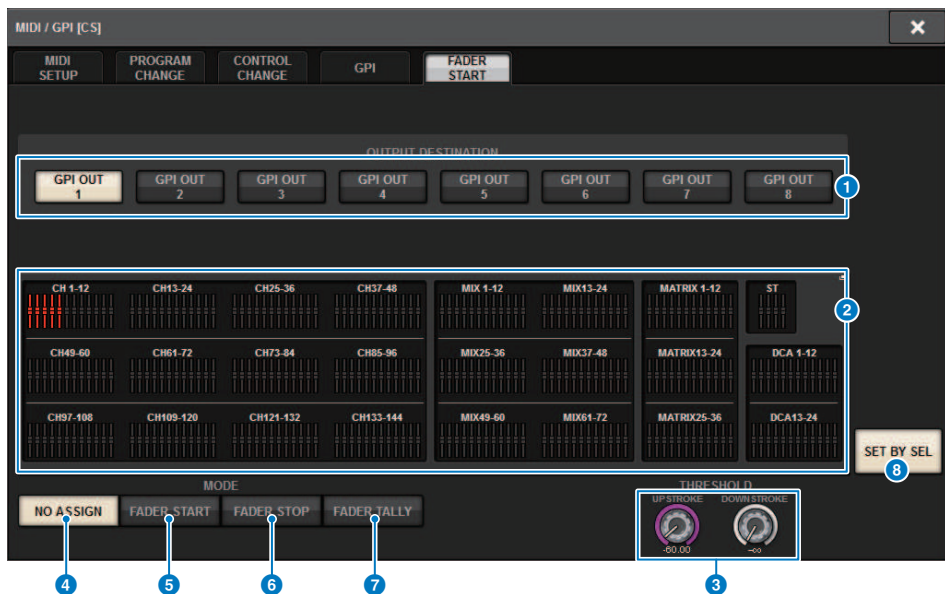 MIDI / GPI [CS]
MIDI SETUP PROGRAM CHANGE CONTROL CHANGE GPI FADER START
OUTPUT DESTINATION
GPI OUT 1 GPI OUT 2 GPI OUT 3 GPI OUT 4 GPI OUT 5 GPI OUT 6 GPI OUT 7 GPI OUT 8
1
CH 1-12 CH13-24 CH25-36 CH37-48 MIX 1-12 MIX13-24 MATRIX 1-12 ST
2
CH49-60 CH61-72 CH73-84 CH85-96 MIX25-36 MIX37-48 MATRIX13-24 DCA 1-12
CH97-108 CH109-120 CH121-132 CH133-144 MIX49-60 MIX61-72 MATRIX25-36 DCA13-24
SET BY SEL
8
MODE THRESHOLD
NO ASSIGN FADER START FADER STOP FADER TALLY UPSTROKE DOWN STROKE
-60.00 -∞
4 5 6 7 3